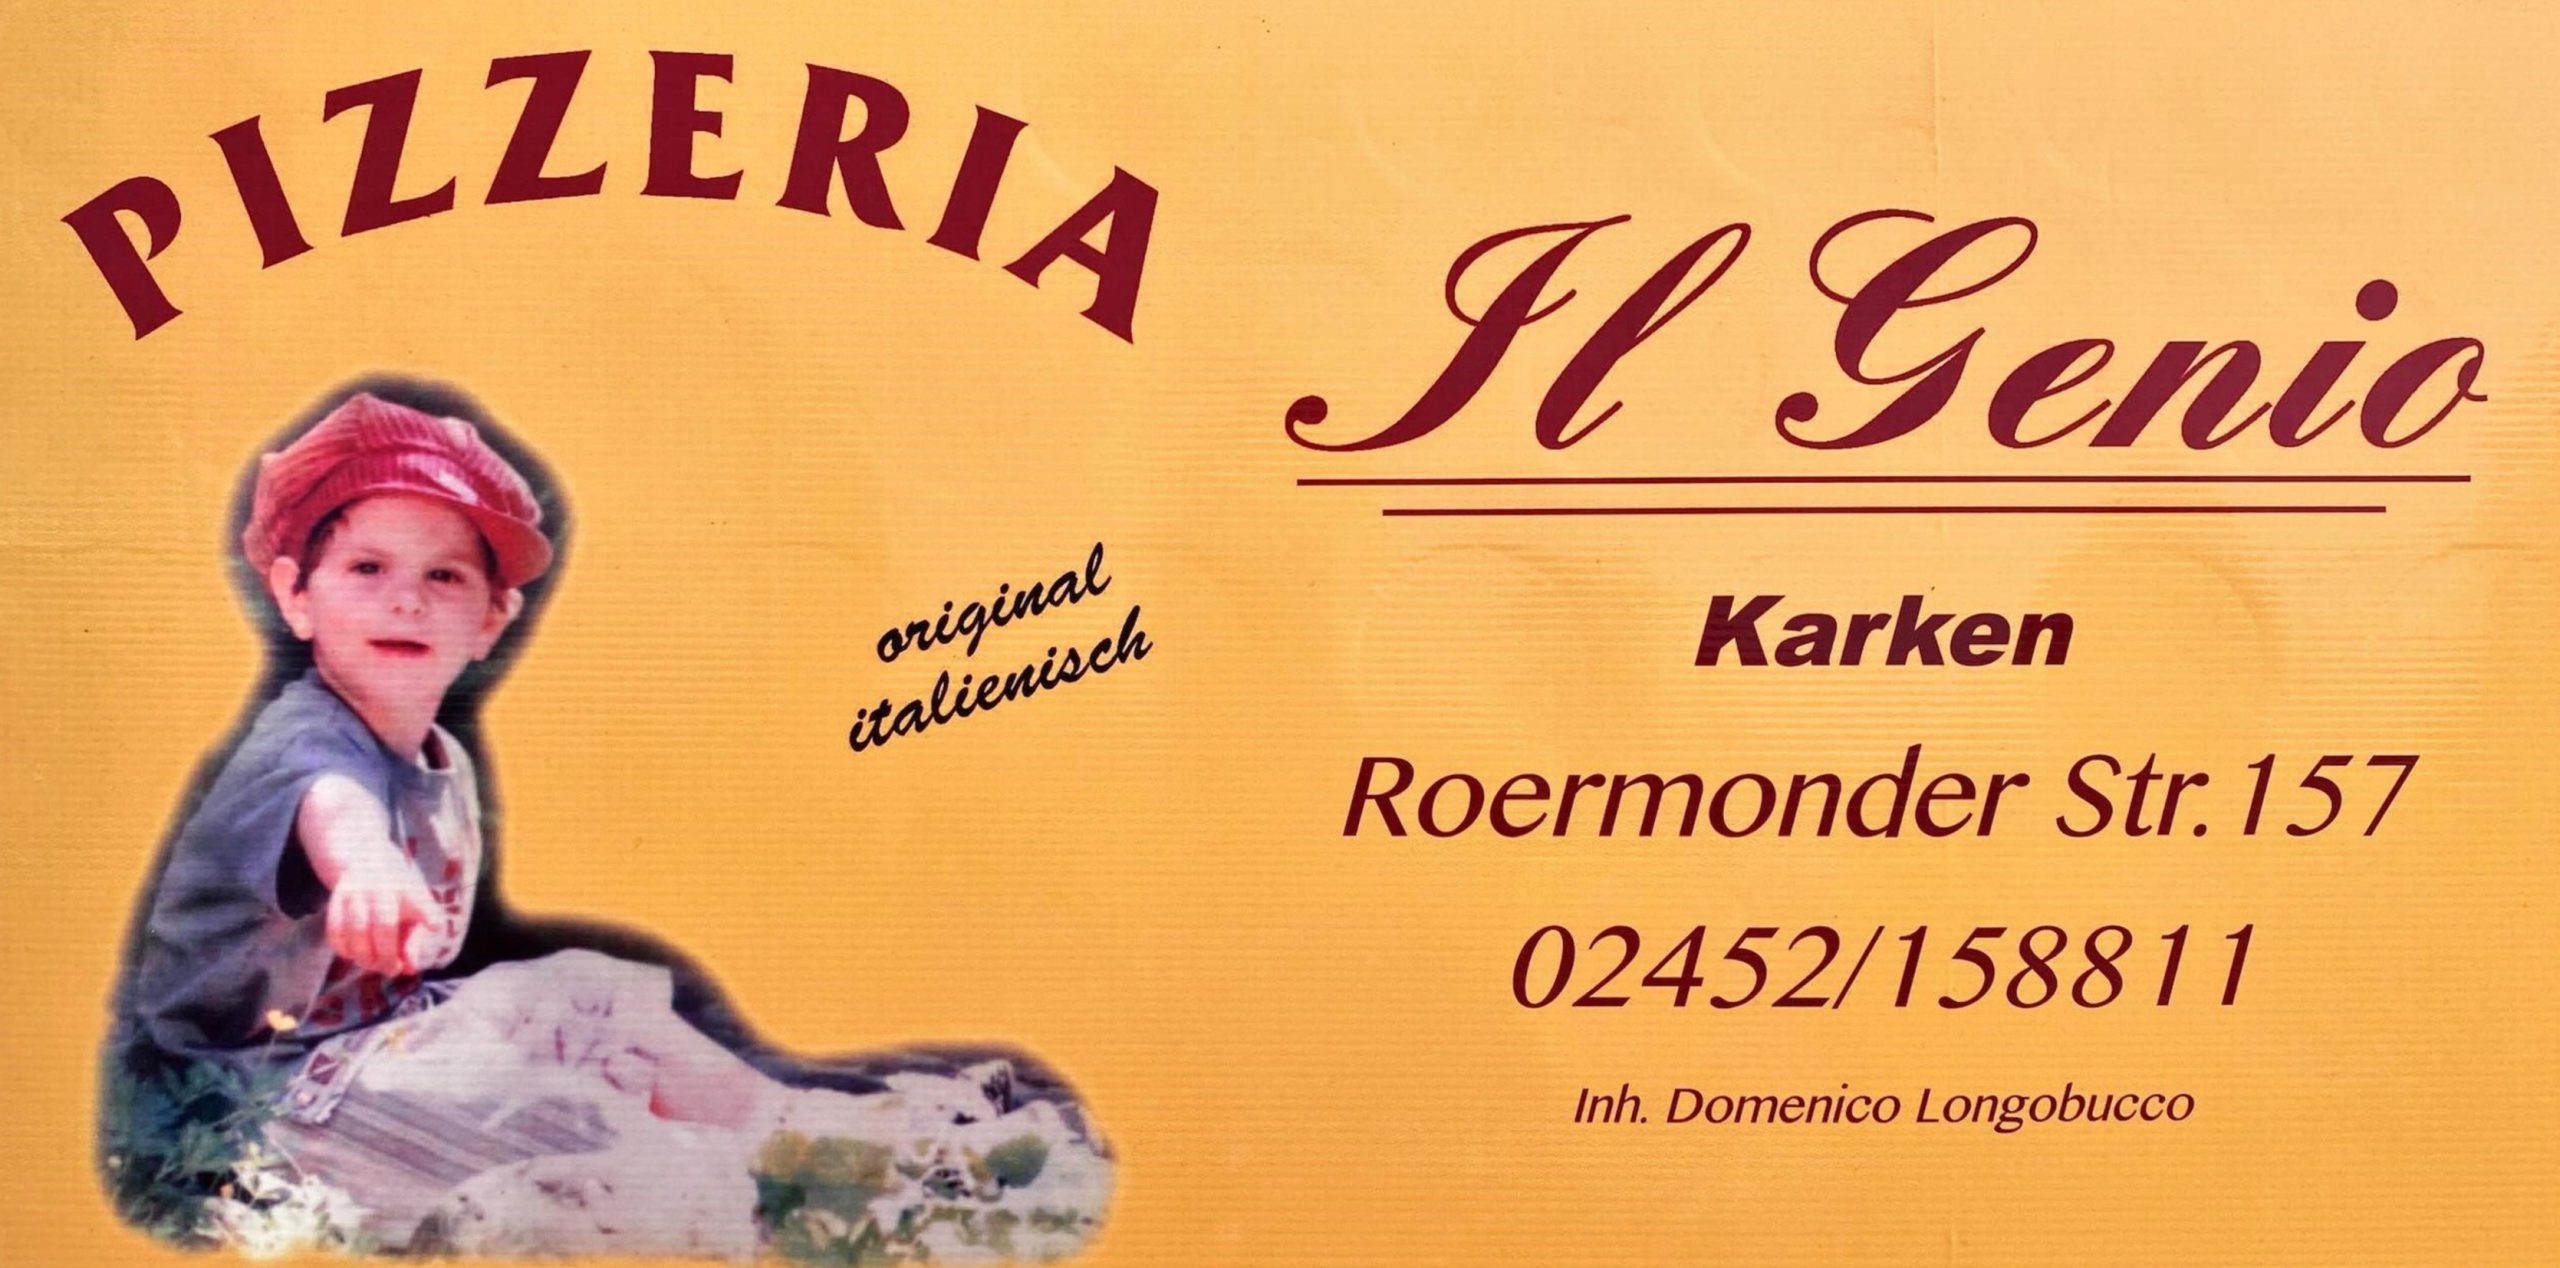 PIZZERIA
Il Genio
original
italienisch
Karken
Roermonder Str. 157
02452/158811
Inh. Domenico Longobucco